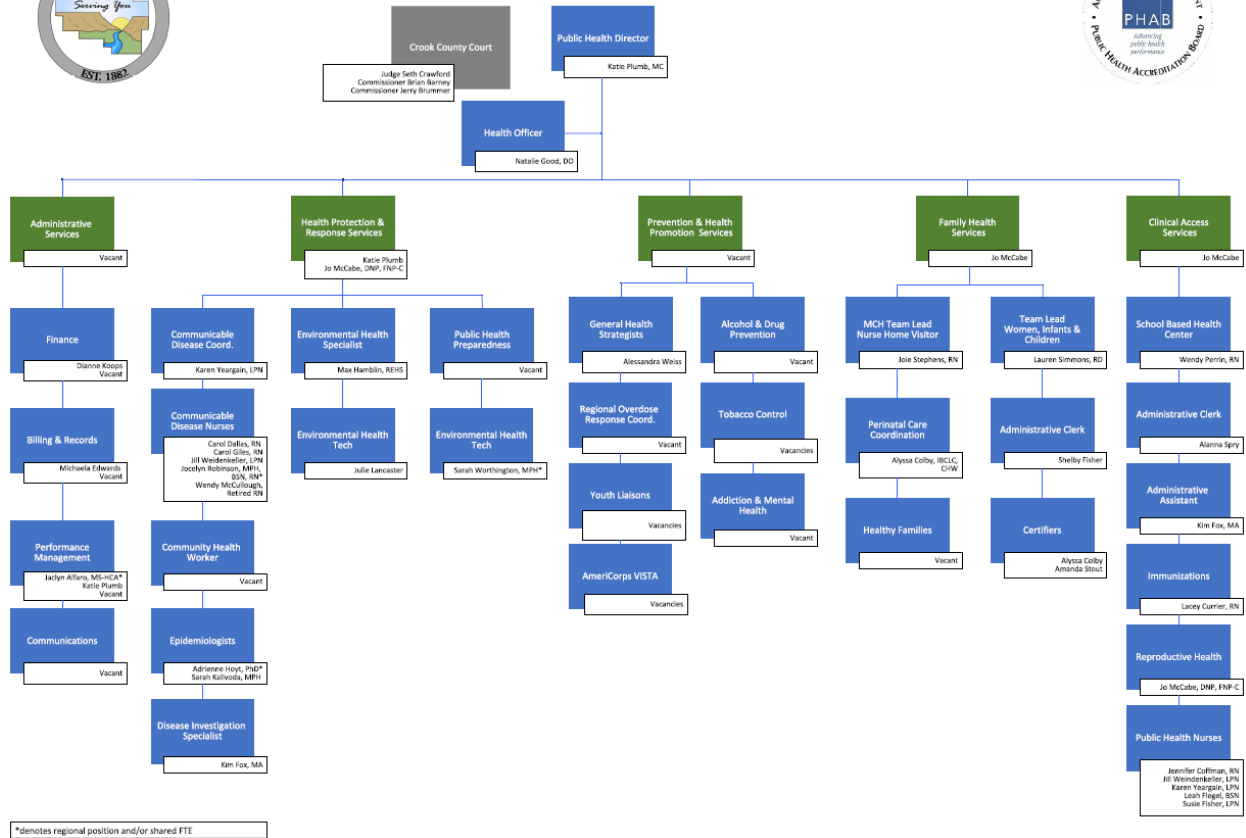 Serving You
EST. 1882
Crook County Court
Judge Seth Crawford
Commissioner Brian Barney
Commissioner Jerry Brummer
Public Health Director
Katie Plumb, MC
PHAB
Advancing
public health
performance
PUBLIC HEALTH ACCREDITATION BOARD
Health Officer
Natalie Good, DO
Administrative
Services
Vacant
Health Protection &
Response Services
Katie Plumb
Jo McCabe, DNP, FNP-C
Prevention & Health
Promotion Services
Vacant
Family Health
Services
Jo McCabe
Clinical Access
Services
Jo McCabe
Finance
Dianne Koops
Vacant
Billing & Records
Michaela Edwards
Vacant
Performance
Management
Jaclyn Alfaro, MS-HCA*
Katie Plumb
Vacant
Communications
Vacant
Communicable
Disease Coord.
Karen Yeargain, LPN
Communicable
Disease Nurses
Carol Dallas, RN
Carol Giles, RN
Jill Weidenkeller, LPN
Jocelyn Robinson, MPH,
BSN, RN*
Wendy McCullough,
Retired RN
Community Health
Worker
Vacant
Epidemiologists
Adrienne Hoyt, PhD*
Sarah Kalivoda, MPH
Disease Investigation
Specialist
Kim Fox, MA
Environmental Health
Specialist
Max Hamblin, REHS
Environmental Health
Tech
Julie Lancaster
Public Health
Preparedness
Vacant
Environmental Health
Tech
Sarah Worthington, MPH*
General Health
Strategists
Alessandra Weiss
Regional Overdose
Response Coord.
Vacant
Youth Liaisons
Vacancies
AmeriCorps VISTA
Vacancies
Alcohol & Drug
Prevention
Vacant
Tobacco Control
Vacancies
Addiction & Mental
Health
Vacant
MCH Team Lead
Nurse Home Visitor
Joie Stephens, RN
Perinatal Care
Coordination
Alyssa Colby, IBCLC,
CHW
Healthy Families
Vacant
Team Lead
Women, Infants &
Children
Lauren Simmons, RD
Administrative Clerk
Shelby Fisher
Certifiers
Alyssa Colby
Amanda Stout
School Based Health
Center
Wendy Perrin, RN
Administrative Clerk
Alanna Spry
Administrative
Assistant
Kim Fox, MA
Immunizations
Lacey Currier, RN
Reproductive Health
Jo McCabe, DNP, FNP-C
Public Health Nurses
Jennifer Coffman, RN
Jill Weindenkeller, LPN
Karen Yeargain, LPN
Leah Flegel, BSN
Susie Fisher, LPN
*denotes regional position and/or shared FTE